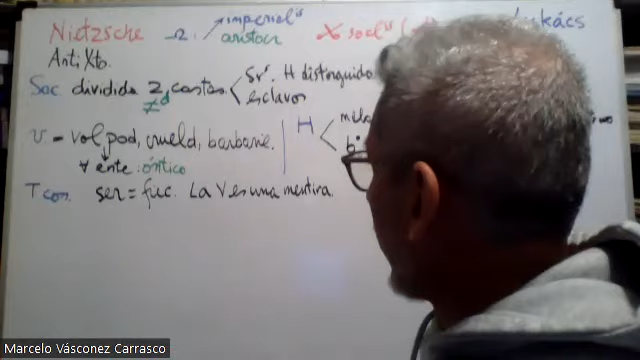 Nietzsche imperial
aristocr
Lukács
Anti Xto.
Soc dividida 2 castas Sr. H distinguido
≠d esclavos
v = vol pod, crueld, barbarie. H
∀ ente : óntico
T con. ser = fuc. La V es una mentira.
Marcelo Vásconez Carrasco